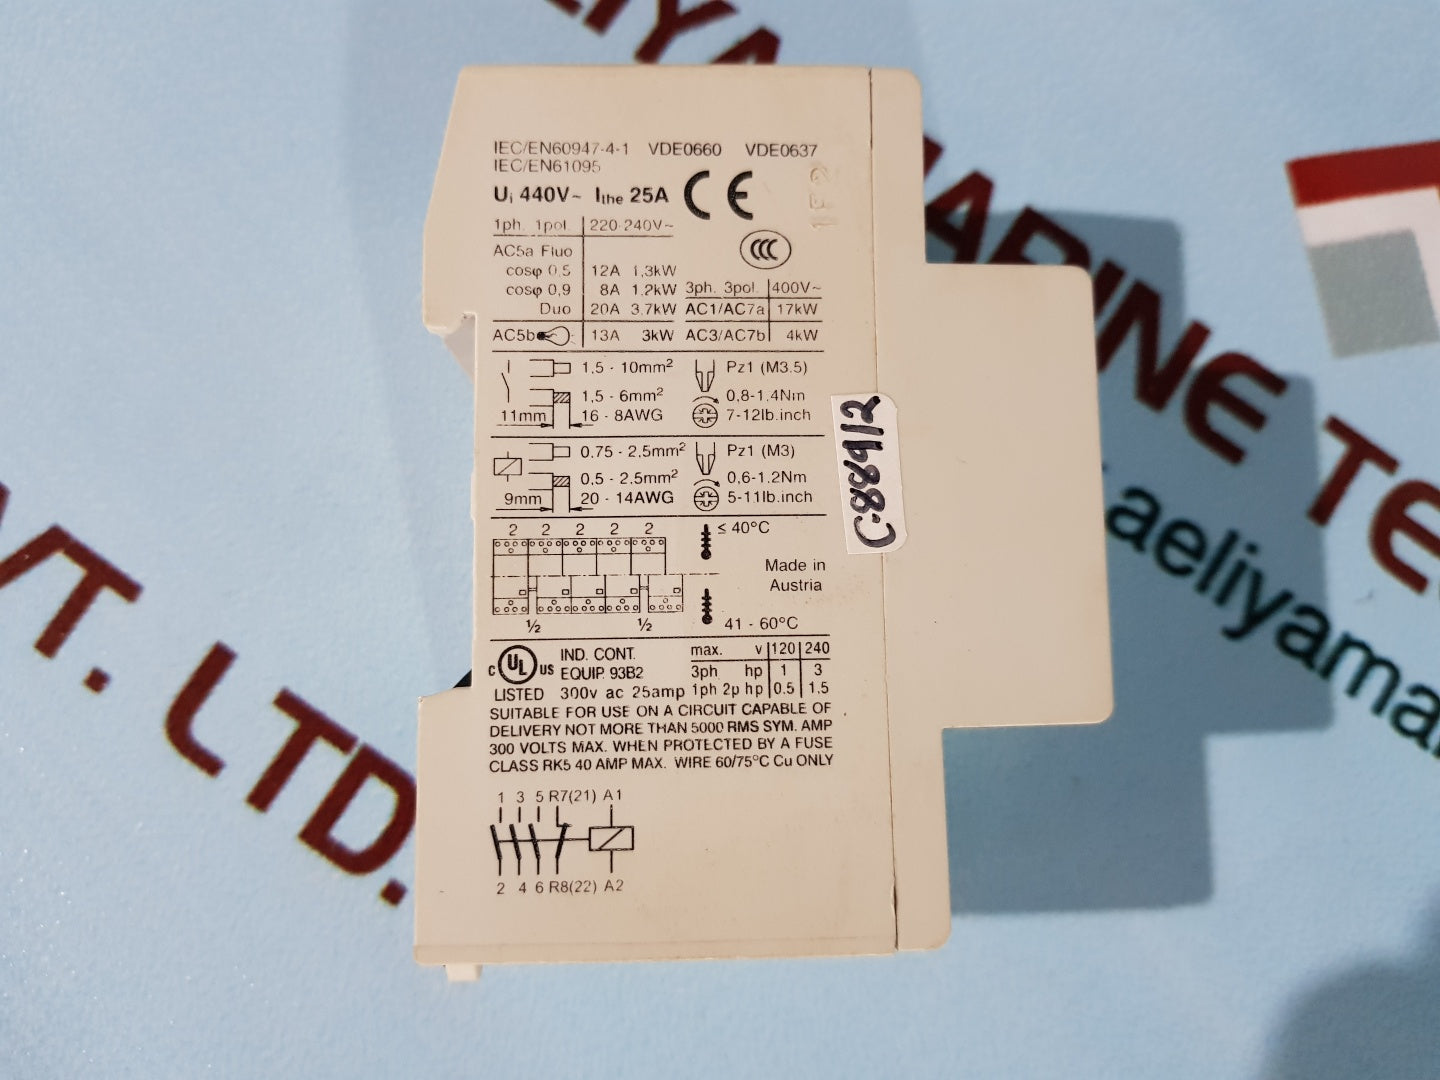 IEC/EN60947-4-1 VDE0660 VDE0637
IEC/EN61095
Ui 440V~ Ithe 25A CE
1F2
CCC
1ph. 1pol. 220-240V~
AC5a Fluo
cosφ 0,5 12A 1,3kW
cosφ 0,9 8A 1,2kW 3ph. 3pol. 400V~
Duo 20A 3,7kW AC1/AC7a 17kW
AC5b 13A 3kW AC3/AC7b 4kW
1,5 - 10mm² Pz1 (M3.5)
1,5 - 6mm² 0,8-1,4Nm
11mm 16 - 8AWG 7-12lb.inch
0.75 - 2,5mm² Pz1 (M3)
0,5 - 2,5mm² 0,6-1,2Nm
9mm 20 - 14AWG 5-11lb.inch
2 2 2 2 2 ≤ 40°C
Made in
Austria
½ ½ 41 - 60°C
c UL US IND. CONT. max. v 120 240
EQUIP. 93B2 3ph hp 1 3
LISTED 300v ac 25amp 1ph 2p hp 0.5 1.5
SUITABLE FOR USE ON A CIRCUIT CAPABLE OF
DELIVERY NOT MORE THAN 5000 RMS SYM. AMP
300 VOLTS MAX. WHEN PROTECTED BY A FUSE
CLASS RK5 40 AMP MAX. WIRE 60/75°C Cu ONLY
1 3 5 R7(21) A1
2 4 6 R8(22) A2
LTD.
aeliyama